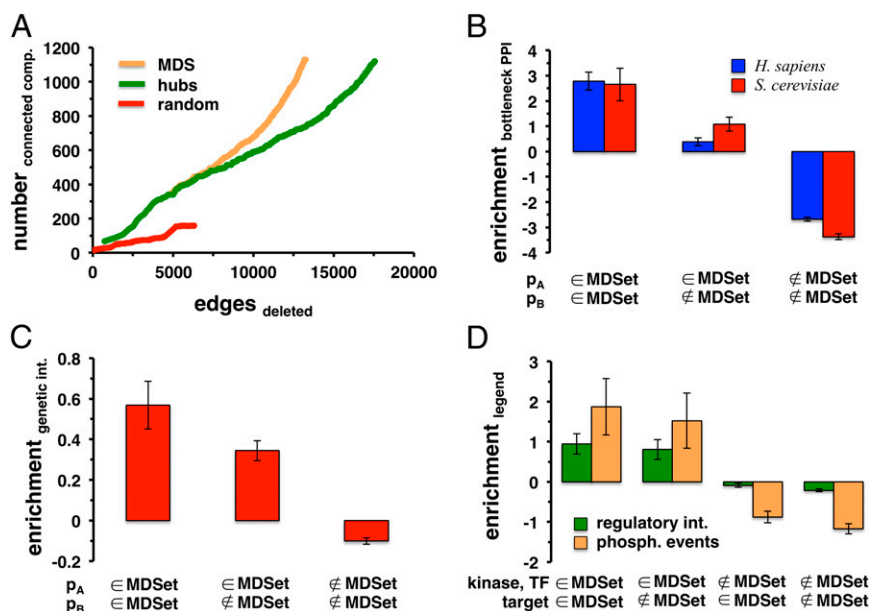 A
number connected comp.
1200
1000
800
600
400
200
0
MDS
hubs
random
0 5000 10000 15000 20000
edges deleted
B
enrichment bottleneck PPI
4
3
2
1
0
-1
-2
-3
-4
H. sapiens
S. cerevisiae
pA ∈ MDSet ∈ MDSet ∉ MDSet
pB ∈ MDSet ∉ MDSet ∉ MDSet
C
enrichment genetic int.
0.8
0.6
0.4
0.2
0
-0.2
pA ∈ MDSet ∈ MDSet ∉ MDSet
pB ∈ MDSet ∉ MDSet ∉ MDSet
D
enrichment legend
3
2
1
0
-1
-2
regulatory int.
phosph. events
kinase, TF ∈ MDSet ∈ MDSet ∉ MDSet ∉ MDSet
target ∈ MDSet ∉ MDSet ∈ MDSet ∉ MDSet